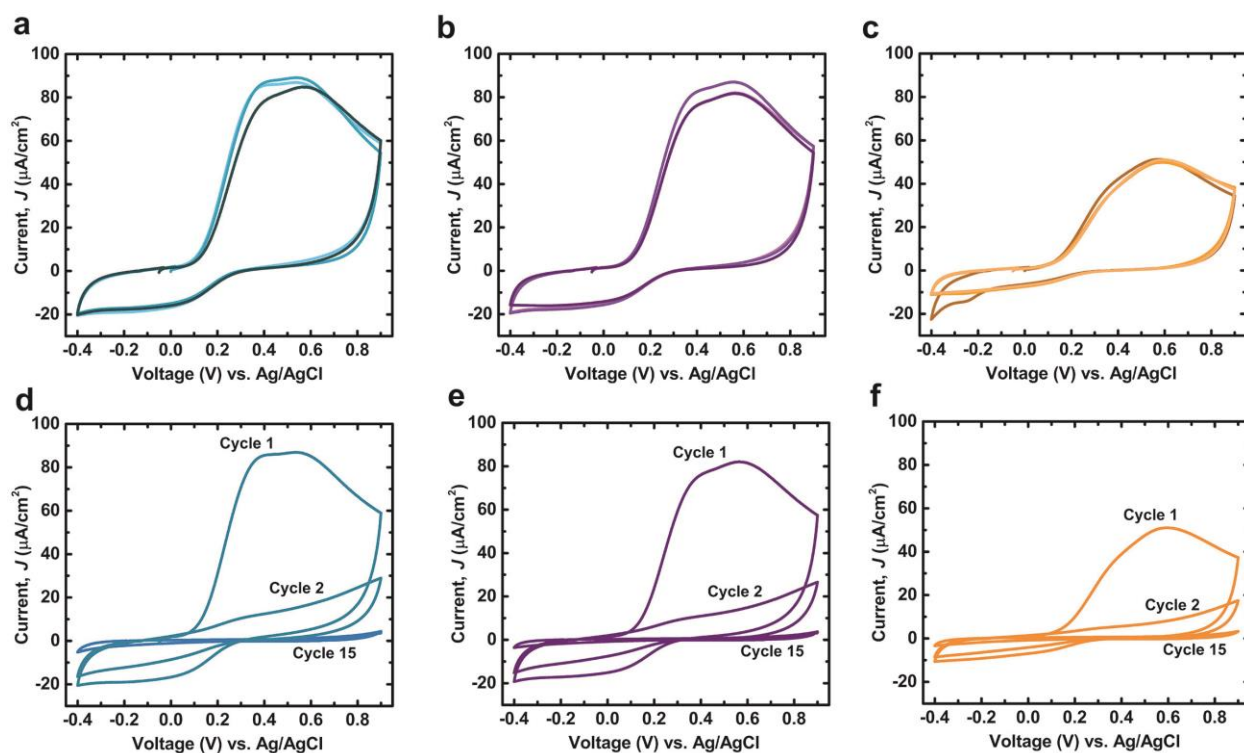 a
100
80
60
40
20
0
-20
Current, J (μA/cm²)
-0.4 -0.2 0.0 0.2 0.4 0.6 0.8
Voltage (V) vs. Ag/AgCl
b
100
80
60
40
20
0
-20
Current, J (μA/cm²)
-0.4 -0.2 0.0 0.2 0.4 0.6 0.8
Voltage (V) vs. Ag/AgCl
c
100
80
60
40
20
0
-20
Current, J (μA/cm²)
-0.4 -0.2 0.0 0.2 0.4 0.6 0.8
Voltage (V) vs. Ag/AgCl
d
100
80
60
40
20
0
-20
Current, J (μA/cm²)
Cycle 1
Cycle 2
Cycle 15
-0.4 -0.2 0.0 0.2 0.4 0.6 0.8
Voltage (V) vs. Ag/AgCl
e
100
80
60
40
20
0
-20
Current, J (μA/cm²)
Cycle 1
Cycle 2
Cycle 15
-0.4 -0.2 0.0 0.2 0.4 0.6 0.8
Voltage (V) vs. Ag/AgCl
f
100
80
60
40
20
0
-20
Current, J (μA/cm²)
Cycle 1
Cycle 2
Cycle 15
-0.4 -0.2 0.0 0.2 0.4 0.6 0.8
Voltage (V) vs. Ag/AgCl